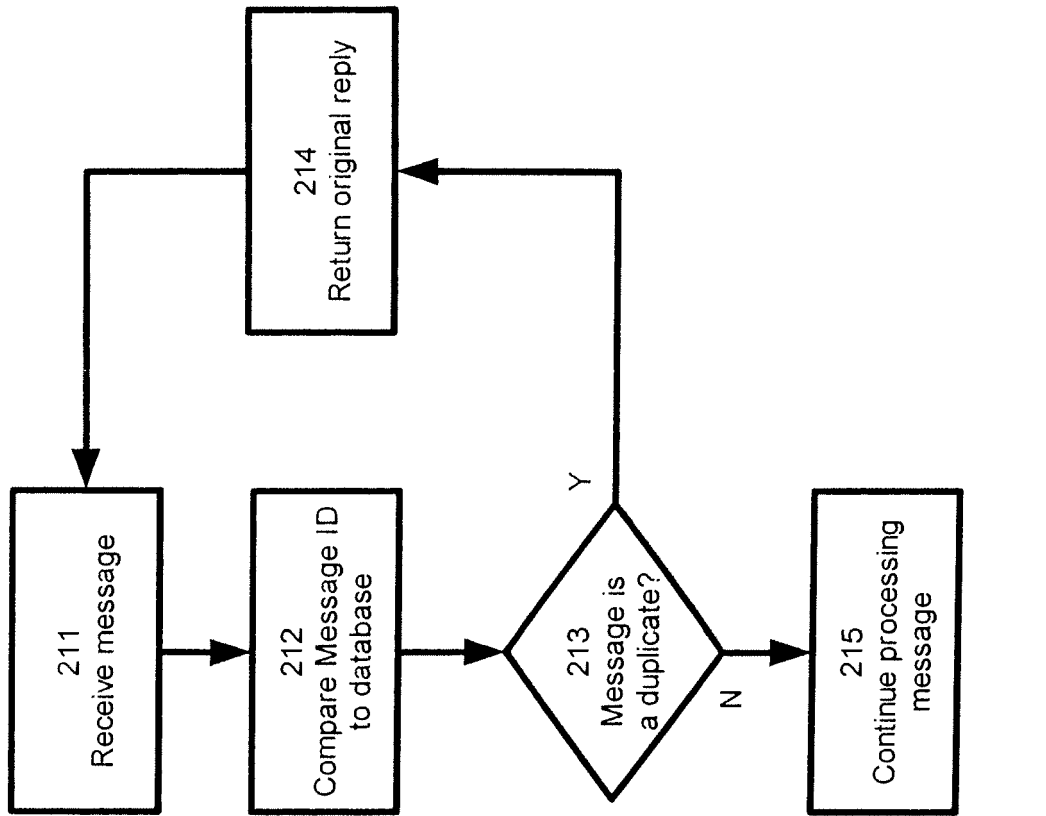 211
Receive message
212
Compare Message ID
to database
213
Message is
a duplicate?
Y
N
214
Return original reply
215
Continue processing
message